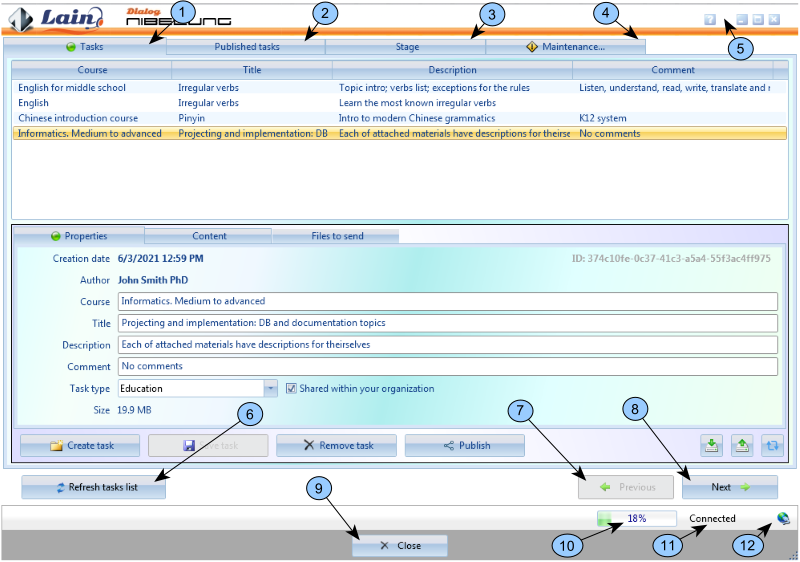 Lain
Dialog
NIBELUNG
1
2
3
4
5
?
Tasks
Published tasks
Stage
Maintenance...
Course Title Description Comment
English for middle school Irregular verbs Topic intro; verbs list; exceptions for the rules Listen, understand, read, write, translate and r
English Irregular verbs Learn the most known irregular verbs
Chinese introduction course Pinyin Intro to modern Chinese grammatics K12 system
Informatics. Medium to advanced Projecting and implementation: DB Each of attached materials have descriptions for theirse No comments
Properties Content Files to send
Creation date 6/3/2021 12:59 PM ID: 374c10fe-0c37-41c3-a5a4-55f3ac4ff975
Author John Smith PhD
Course Informatics. Medium to advanced
Title Projecting and implementation: DB and documentation topics
Description Each of attached materials have descriptions for theirselves
Comment No comments
Task type Education Shared within your organization
Size 19.9 MB
6
7
8
Create task Save task Remove task Publish
Refresh tasks list Previous Next
9
18% Connected
10
11
12
Close